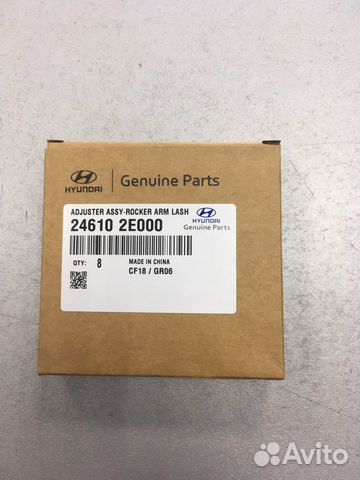 HYUNDAI
Genuine Parts
ADJUSTER ASSY-ROCKER ARM LASH
24610 2E000
HYUNDAI
Genuine Parts
QTY: 8
MADE IN CHINA
CF18 / GR06
Avito